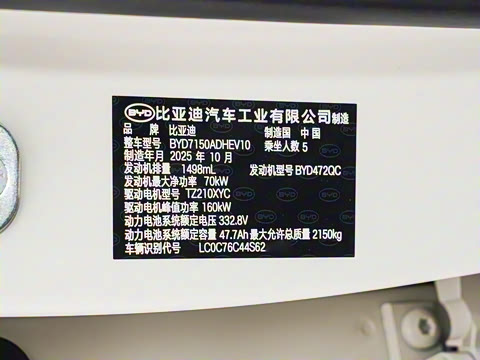 BYD 比亚迪汽车工业有限公司制造
品 牌 比亚迪 制造国 中国
整车型号 BYD7150ADHEV10 乘坐人数 5
制造年月 2025 年 10 月
发动机排量 1498mL 发动机型号 BYD472QC
发动机最大净功率 70kW
驱动电机型号 TZ210XYC
驱动电机峰值功率 160kW
动力电池系统额定电压 332.8V
动力电池系统额定容量 47.7Ah 最大允许总质量 2150kg
车辆识别代号 LC0C76C44S62